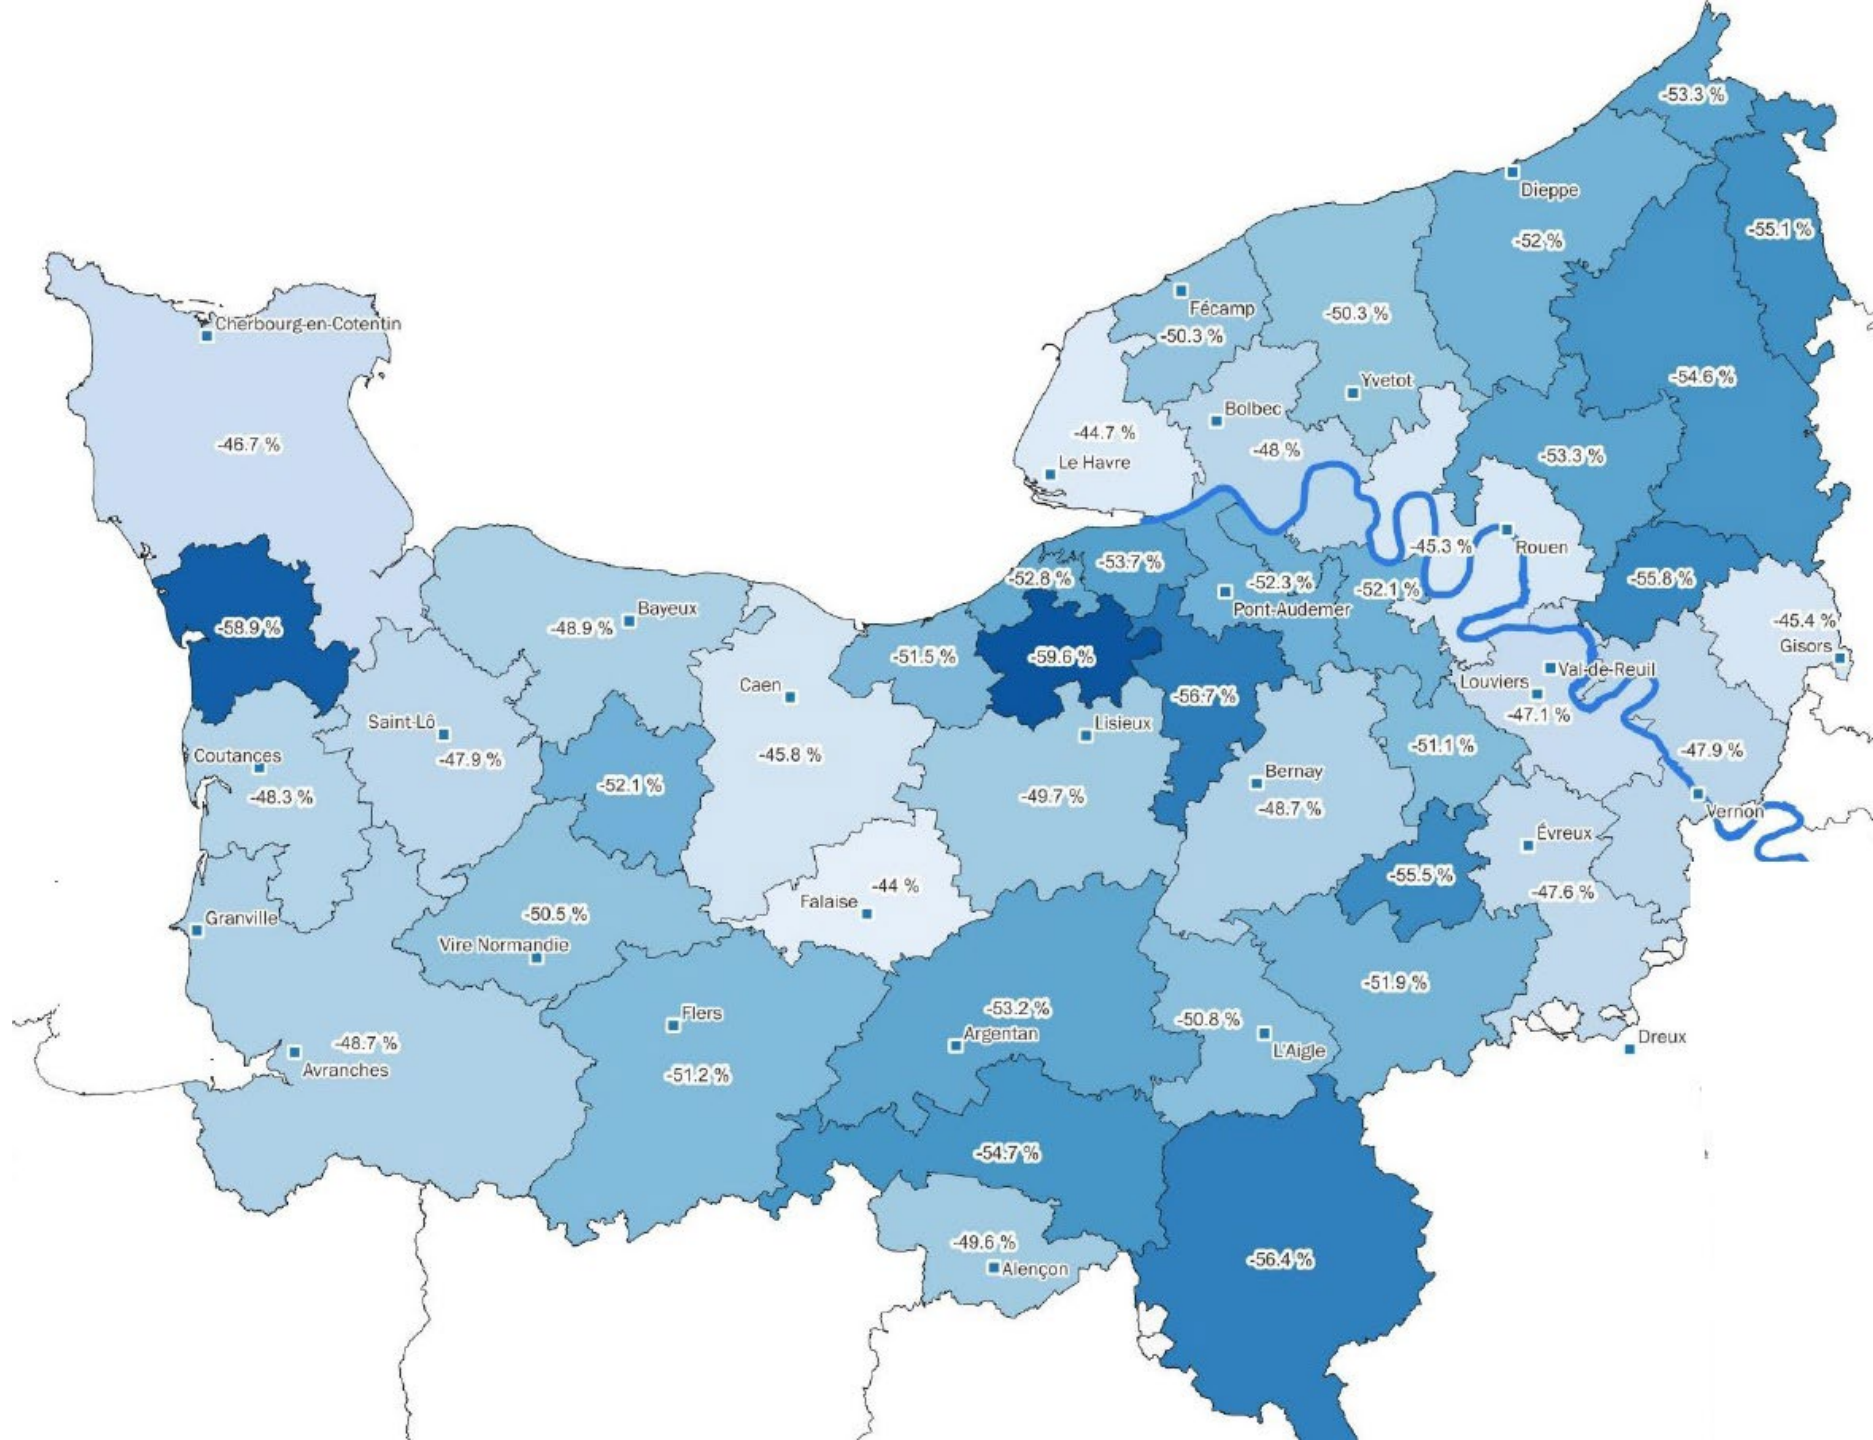 -53.3 %
Dieppe
-55.1 %
-52 %
Fécamp
-50.3 %
-50.3 %
Cherbourg-en-Cotentin
-54.6 %
Yvetot
Bolbec
-44.7 %
-48 %
-46.7 %
Le Havre
-53.3 %
-45.3 %
Rouen
-53.7 %
-52.8 %
-52.3 %
-52.1 %
-55.8 %
Pont-Audemer
Bayeux
-48.9 %
-58.9 %
-45.4 %
Gisors
-51.5 %
-59.6 %
Val-de-Reuil
Louviers
Caen
-56.7 %
-47.1 %
Saint-Lô
Lisieux
-51.1 %
-47.9 %
Coutances
-47.9 %
-45.8 %
Bernay
-52.1 %
-48.3 %
-49.7 %
-48.7 %
Vernon
Évreux
-55.5 %
-44 %
-47.6 %
Falaise
Granville
-50.5 %
Vire Normandie
-51.9 %
Flers
-53.2 %
-50.8 %
Argentan
L'Aigle
Dreux
-48.7 %
Avranches
-51.2 %
-54.7 %
-49.6 %
Alençon
-56.4 %